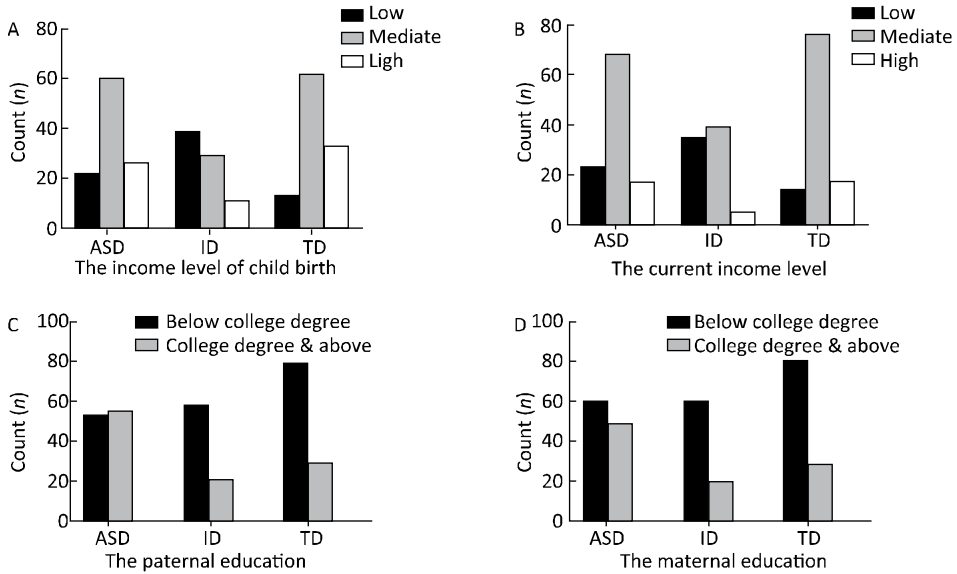 A
Low
Mediate
Ligh
Count (n)
80
60
40
20
0
ASD ID TD
The income level of child birth
B
Low
Mediate
High
Count (n)
80
60
40
20
0
ASD ID TD
The current income level
C
Below college degree
College degree & above
Count (n)
100
80
60
40
20
0
ASD ID TD
The paternal education
D
Below college degree
College degree & above
Count (n)
100
80
60
40
20
0
ASD ID TD
The maternal education